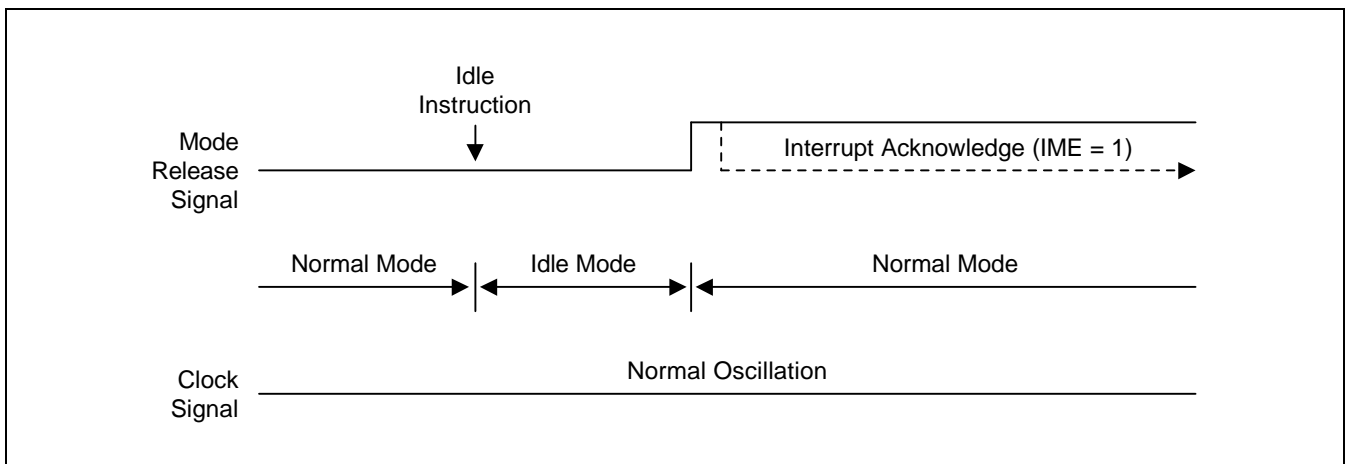 Idle
Instruction
Mode
Release
Signal
Interrupt Acknowledge (IME = 1)
Normal Mode
Idle Mode
Normal Mode
Clock
Signal
Normal Oscillation